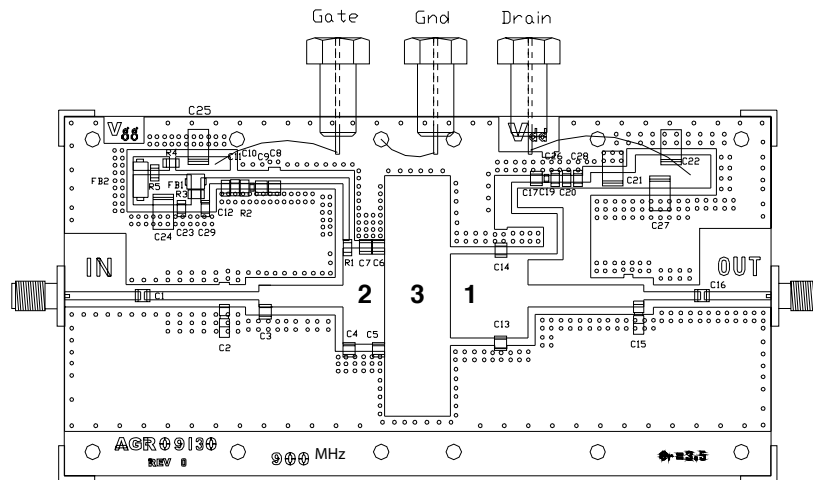 Gate Gnd Drain
C25
Vgg
Vdd
R4
C11 C10 C9 C8
C26 C28
C22
FB2
R5
FB1
R3
C17 C19 C20
C21
C12 R2
C24 C23 C29
C27
IN
R1 C7 C6
C14
OUT
2 3 1
C1
C16
C2 C3
C4 C5
C13
C15
AGR09130
REV 0
900 MHz